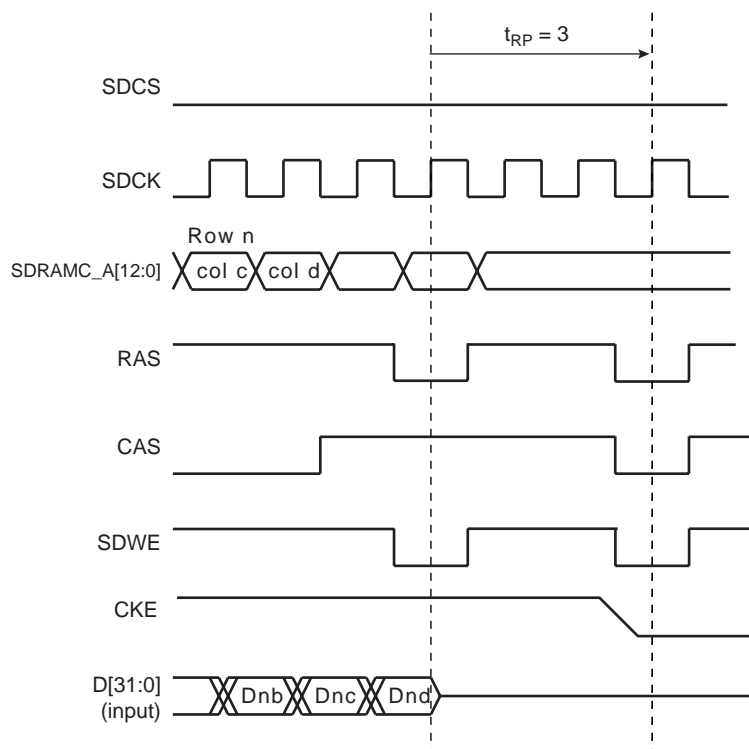 tRP = 3
SDCS
SDCK
Row n
SDRAMC_A[12:0]
col c
col d
RAS
CAS
SDWE
CKE
D[31:0]
(input)
Dnb
Dnc
Dnd